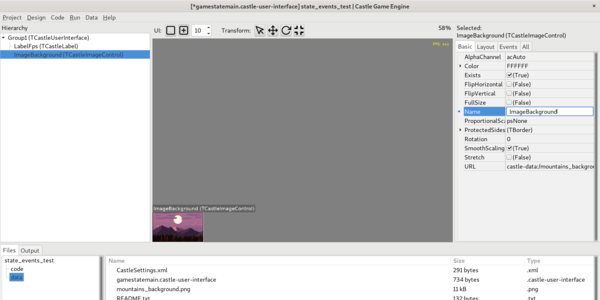 [*gamestatemain.castle-user-interface] state_events_test | Castle Game Engine
Project Design Code Run Data Help
Hierarchy
Group1 (TCastleUserInterface)
LabelFps (TCastleLabel)
ImageBackground (TCastleImageControl)
UI: 10 Transform: 58%
FPS: xxx
ImageBackground (TCastleImageControl)
Selected:
ImageBackground (TCastleImageControl)
Basic Layout Events All
AlphaChannel acAuto
Color FFFFFF
Exists (True)
FlipHorizontal (False)
FlipVertical (False)
FullSize (False)
Name ImageBackground
ProportionalSca psNone
ProtectedSides (TBorder)
Rotation 0
SmoothScaling (True)
Stretch (False)
URL castle-data:/mountains_backgrou
Files Output
state_events_test
code
data
Name Size Type
CastleSettings.xml 291 bytes .xml
gamestatemain.castle-user-interface 734 bytes .castle-user-interface
mountains_background.png 11 kB .png
README.txt 132 bytes .txt